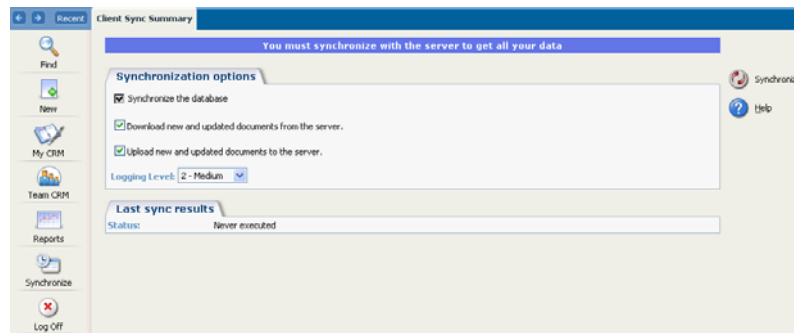 Recent
Client Sync Summary
Find
New
My CRM
Team CRM
Reports
Synchronize
Log Off
You must synchronize with the server to get all your data
Synchronization options
Synchronize the database
Download new and updated documents from the server.
Upload new and updated documents to the server.
Logging Level: 2 - Medium
Last sync results
Status: Never executed
Synchroniz
Help